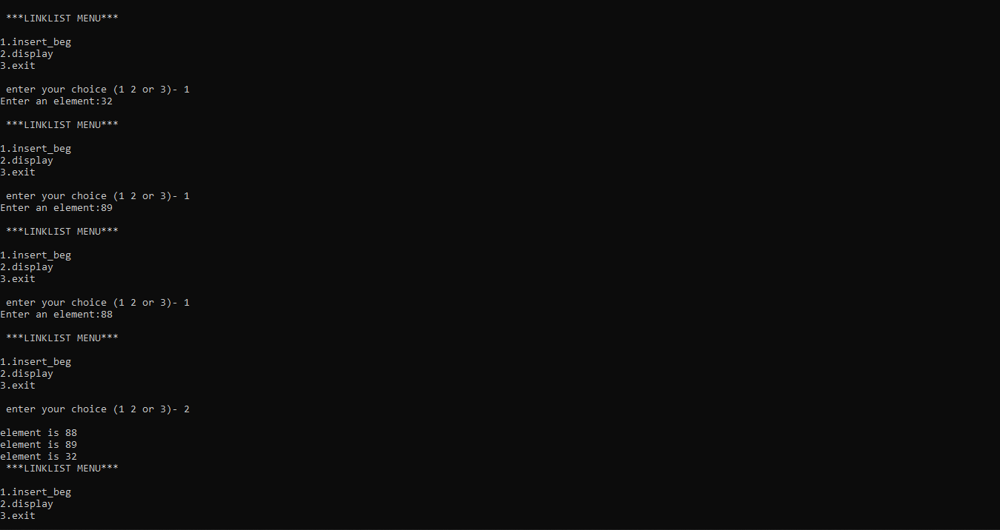 ***LINKLIST MENU***
1.insert_beg
2.display
3.exit
enter your choice (1 2 or 3)- 1
Enter an element:32
***LINKLIST MENU***
1.insert_beg
2.display
3.exit
enter your choice (1 2 or 3)- 1
Enter an element:89
***LINKLIST MENU***
1.insert_beg
2.display
3.exit
enter your choice (1 2 or 3)- 1
Enter an element:88
***LINKLIST MENU***
1.insert_beg
2.display
3.exit
enter your choice (1 2 or 3)- 2
element is 88
element is 89
element is 32
***LINKLIST MENU***
1.insert_beg
2.display
3.exit